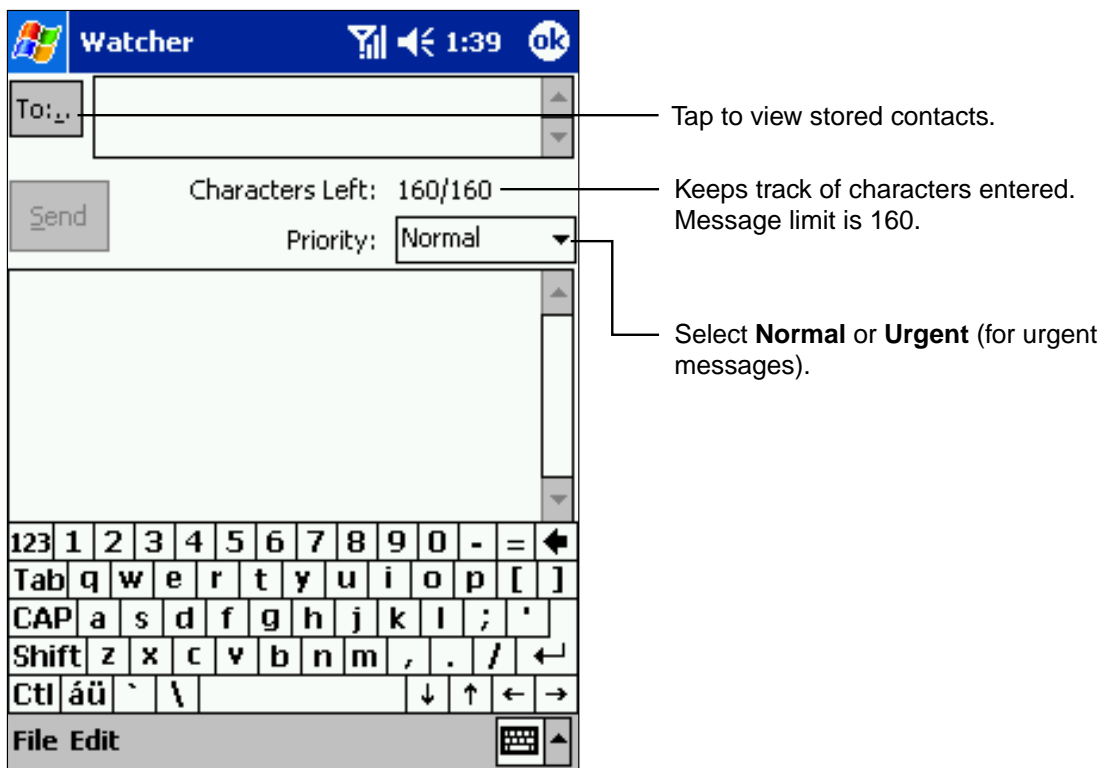 Watcher 1:39 ok
To:..
Tap to view stored contacts.
Characters Left: 160/160
Keeps track of characters entered.
Message limit is 160.
Send
Priority: Normal
Select Normal or Urgent (for urgent
messages).
123 1 2 3 4 5 6 7 8 9 0 - =
Tab q w e r t y u i o p [ ]
CAP a s d f g h j k l ; '
Shift z x c v b n m , . /
Ctl áü ` \ ↓ ↑ ← →
File Edit